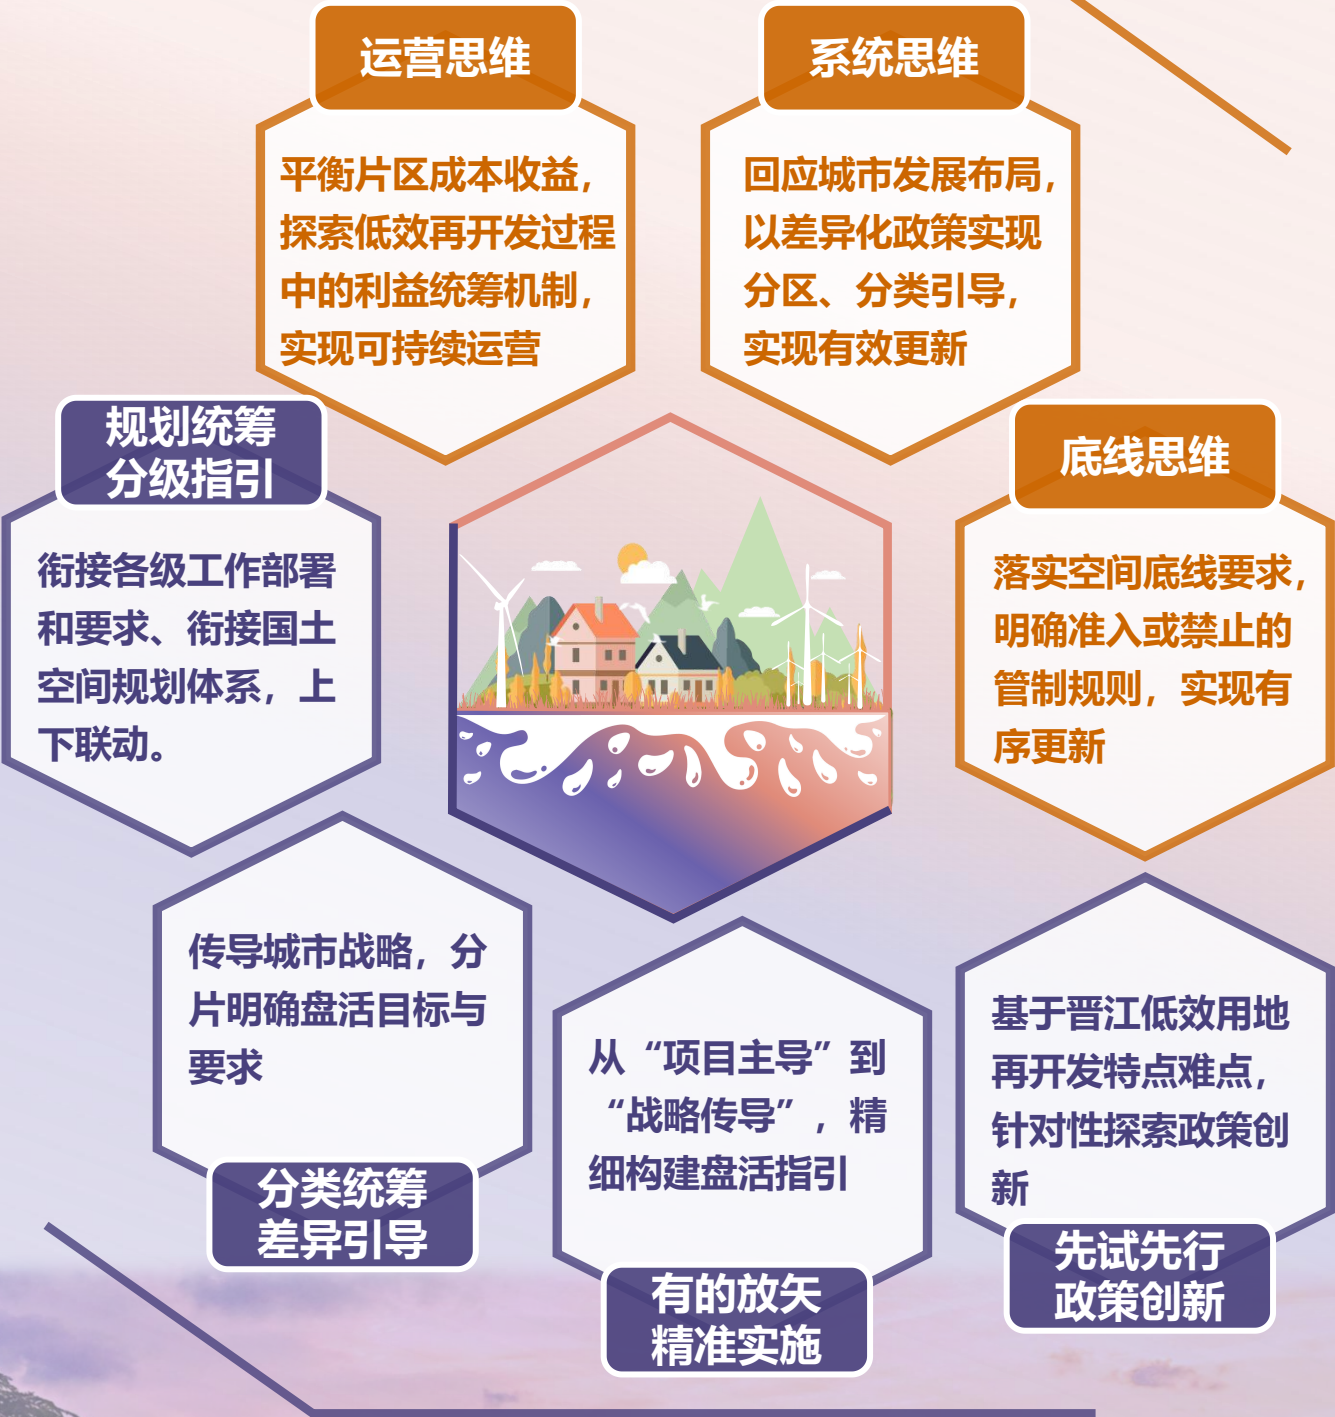 运营思维
平衡片区成本收益，
探索低效再开发过程
中的利益统筹机制，
实现可持续运营
系统思维
回应城市发展布局，
以差异化政策实现
分区、分类引导，
实现有效更新
规划统筹
分级指引
衔接各级工作部署
和要求、衔接国土
空间规划体系，上
下联动。
底线思维
落实空间底线要求，
明确准入或禁止的
管制规则，实现有
序更新
传导城市战略，分
片明确盘活目标与
要求
分类统筹
差异引导
从“项目主导”到
“战略传导”，精
细构建盘活指引
有的放矢
精准实施
基于晋江低效用地
再开发特点难点，
针对性探索政策创
新
先试先行
政策创新